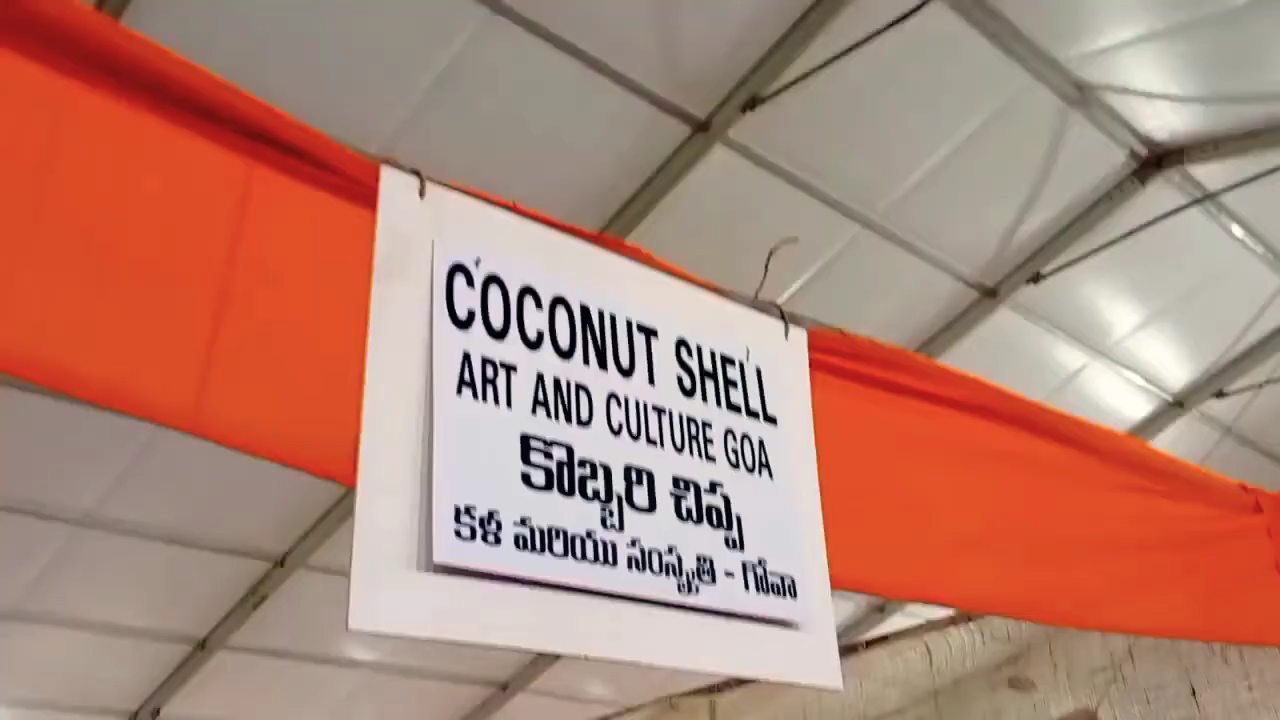 COCONUT SHELL
ART AND CULTURE GOA
కొబ్బరి చిప్ప
కళ మరియు సంస్కృతి - గోవా